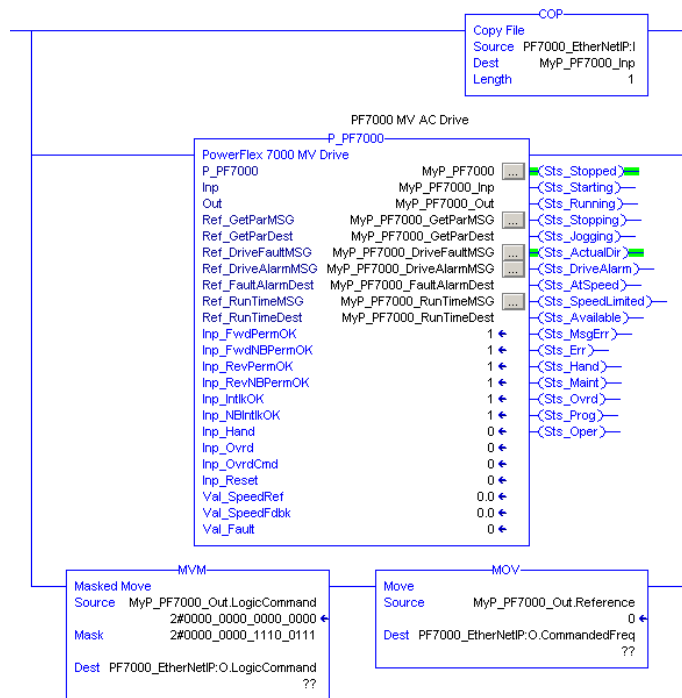 COP
Copy File
Source PF7000_EtherNetIP:I
Dest MyP_PF7000_Inp
Length 1
PF7000 MV AC Drive
P_PF7000
PowerFlex 7000 MV Drive
P_PF7000 MyP_PF7000 ... (Sts_Stopped)
Inp MyP_PF7000_Inp (Sts_Starting)
Out MyP_PF7000_Out (Sts_Running)
Ref_GetParMSG MyP_PF7000_GetParMSG ... (Sts_Stopping)
Ref_GetParDest MyP_PF7000_GetParDest (Sts_Jogging)
Ref_DriveFaultMSG MyP_PF7000_DriveFaultMSG ... (Sts_ActualDir)
Ref_DriveAlarmMSG MyP_PF7000_DriveAlarmMSG ... (Sts_DriveAlarm)
Ref_FaultAlarmDest MyP_PF7000_FaultAlarmDest (Sts_AtSpeed)
Ref_RunTimeMSG MyP_PF7000_RunTimeMSG ... (Sts_SpeedLimited)
Ref_RunTimeDest MyP_PF7000_RunTimeDest (Sts_Available)
Inp_FwdPermOK 1 (Sts_MsgErr)
Inp_FwdNBPermOK 1 (Sts_Err)
Inp_RevPermOK 1 (Sts_Hand)
Inp_RevNBPermOK 1 (Sts_Maint)
Inp_IntlkOK 1 (Sts_Ovrd)
Inp_NBIntlkOK 1 (Sts_Prog)
Inp_Hand 0 (Sts_Oper)
Inp_Ovrd 0
Inp_OvrdCmd 0
Inp_Reset 0
Val_SpeedRef 0.0
Val_SpeedFdbk 0.0
Val_Fault 0
MVM
Masked Move
Source MyP_PF7000_Out.LogicCommand
2#0000_0000_0000_0000
Mask 2#0000_0000_1110_0111
Dest PF7000_EtherNetIP:O.LogicCommand
??
MOV
Move
Source MyP_PF7000_Out.Reference
0
Dest PF7000_EtherNetIP:O.CommandedFreq
??